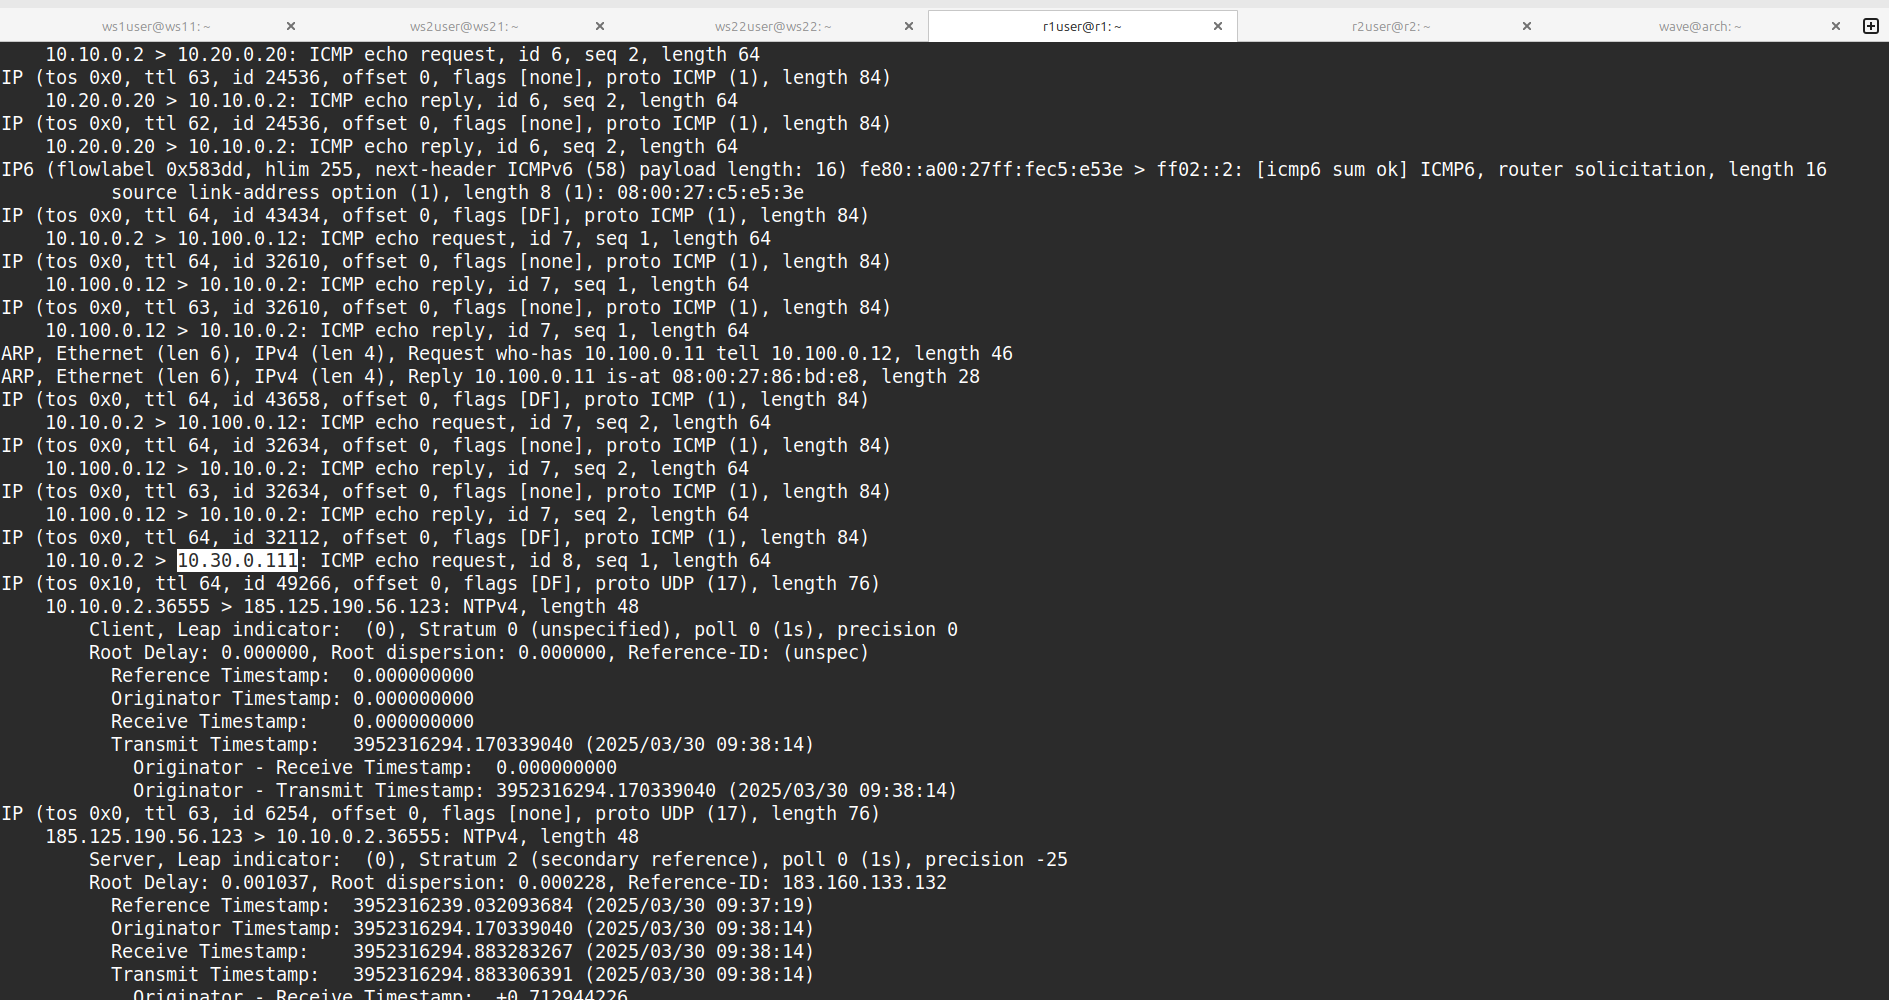 ws1user@ws11: ~ × ws2user@ws21: ~ × ws22user@ws22: ~ × r1user@r1: ~ × r2user@r2: ~ × wave@arch: ~ ×
    10.10.0.2 > 10.20.0.20: ICMP echo request, id 6, seq 2, length 64
IP (tos 0x0, ttl 63, id 24536, offset 0, flags [none], proto ICMP (1), length 84)
    10.20.0.20 > 10.10.0.2: ICMP echo reply, id 6, seq 2, length 64
IP (tos 0x0, ttl 62, id 24536, offset 0, flags [none], proto ICMP (1), length 84)
    10.20.0.20 > 10.10.0.2: ICMP echo reply, id 6, seq 2, length 64
IP6 (flowlabel 0x583dd, hlim 255, next-header ICMPv6 (58) payload length: 16) fe80::a00:27ff:fec5:e53e > ff02::2: [icmp6 sum ok] ICMP6, router solicitation, length 16
          source link-address option (1), length 8 (1): 08:00:27:c5:e5:3e
IP (tos 0x0, ttl 64, id 43434, offset 0, flags [DF], proto ICMP (1), length 84)
    10.10.0.2 > 10.100.0.12: ICMP echo request, id 7, seq 1, length 64
IP (tos 0x0, ttl 64, id 32610, offset 0, flags [none], proto ICMP (1), length 84)
    10.100.0.12 > 10.10.0.2: ICMP echo reply, id 7, seq 1, length 64
IP (tos 0x0, ttl 63, id 32610, offset 0, flags [none], proto ICMP (1), length 84)
    10.100.0.12 > 10.10.0.2: ICMP echo reply, id 7, seq 1, length 64
ARP, Ethernet (len 6), IPv4 (len 4), Request who-has 10.100.0.11 tell 10.100.0.12, length 46
ARP, Ethernet (len 6), IPv4 (len 4), Reply 10.100.0.11 is-at 08:00:27:86:bd:e8, length 28
IP (tos 0x0, ttl 64, id 43658, offset 0, flags [DF], proto ICMP (1), length 84)
    10.10.0.2 > 10.100.0.12: ICMP echo request, id 7, seq 2, length 64
IP (tos 0x0, ttl 64, id 32634, offset 0, flags [none], proto ICMP (1), length 84)
    10.100.0.12 > 10.10.0.2: ICMP echo reply, id 7, seq 2, length 64
IP (tos 0x0, ttl 63, id 32634, offset 0, flags [none], proto ICMP (1), length 84)
    10.100.0.12 > 10.10.0.2: ICMP echo reply, id 7, seq 2, length 64
IP (tos 0x0, ttl 64, id 32112, offset 0, flags [DF], proto ICMP (1), length 84)
    10.10.0.2 > 10.30.0.111: ICMP echo request, id 8, seq 1, length 64
IP (tos 0x10, ttl 64, id 49266, offset 0, flags [DF], proto UDP (17), length 76)
    10.10.0.2.36555 > 185.125.190.56.123: NTPv4, length 48
        Client, Leap indicator:  (0), Stratum 0 (unspecified), poll 0 (1s), precision 0
        Root Delay: 0.000000, Root dispersion: 0.000000, Reference-ID: (unspec)
          Reference Timestamp:  0.000000000
          Originator Timestamp: 0.000000000
          Receive Timestamp:    0.000000000
          Transmit Timestamp:   3952316294.170339040 (2025/03/30 09:38:14)
            Originator - Receive Timestamp:  0.000000000
            Originator - Transmit Timestamp: 3952316294.170339040 (2025/03/30 09:38:14)
IP (tos 0x0, ttl 63, id 6254, offset 0, flags [none], proto UDP (17), length 76)
    185.125.190.56.123 > 10.10.0.2.36555: NTPv4, length 48
        Server, Leap indicator:  (0), Stratum 2 (secondary reference), poll 0 (1s), precision -25
        Root Delay: 0.001037, Root dispersion: 0.000228, Reference-ID: 183.160.133.132
          Reference Timestamp:  3952316239.032093684 (2025/03/30 09:37:19)
          Originator Timestamp: 3952316294.170339040 (2025/03/30 09:38:14)
          Receive Timestamp:    3952316294.883283267 (2025/03/30 09:38:14)
          Transmit Timestamp:   3952316294.883306391 (2025/03/30 09:38:14)
            Originator - Receive Timestamp:  +0.712944226